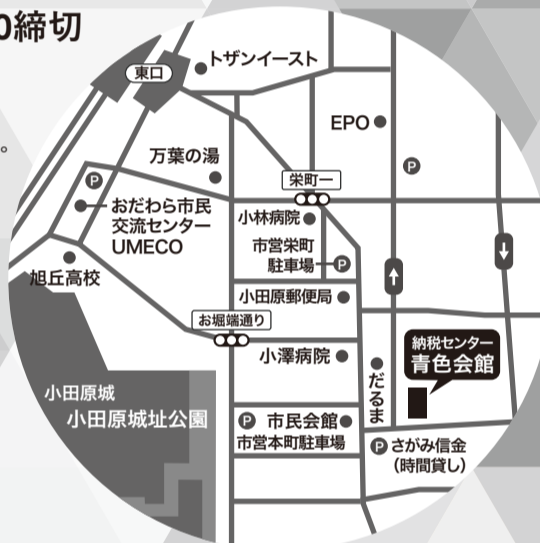 0締切
。
トザンイースト
東口
EPO
万葉の湯
P
P
栄町一
おだわら市民
交流センター
UMECO
小林病院
市営栄町
駐車場
P
旭丘高校
小田原郵便局
お堀端通り
納税センター
青色会館
小澤病院
だるま
小田原城
小田原城址公園
P 市民会館
市営本町駐車場
P さがみ信金
(時間貸し)